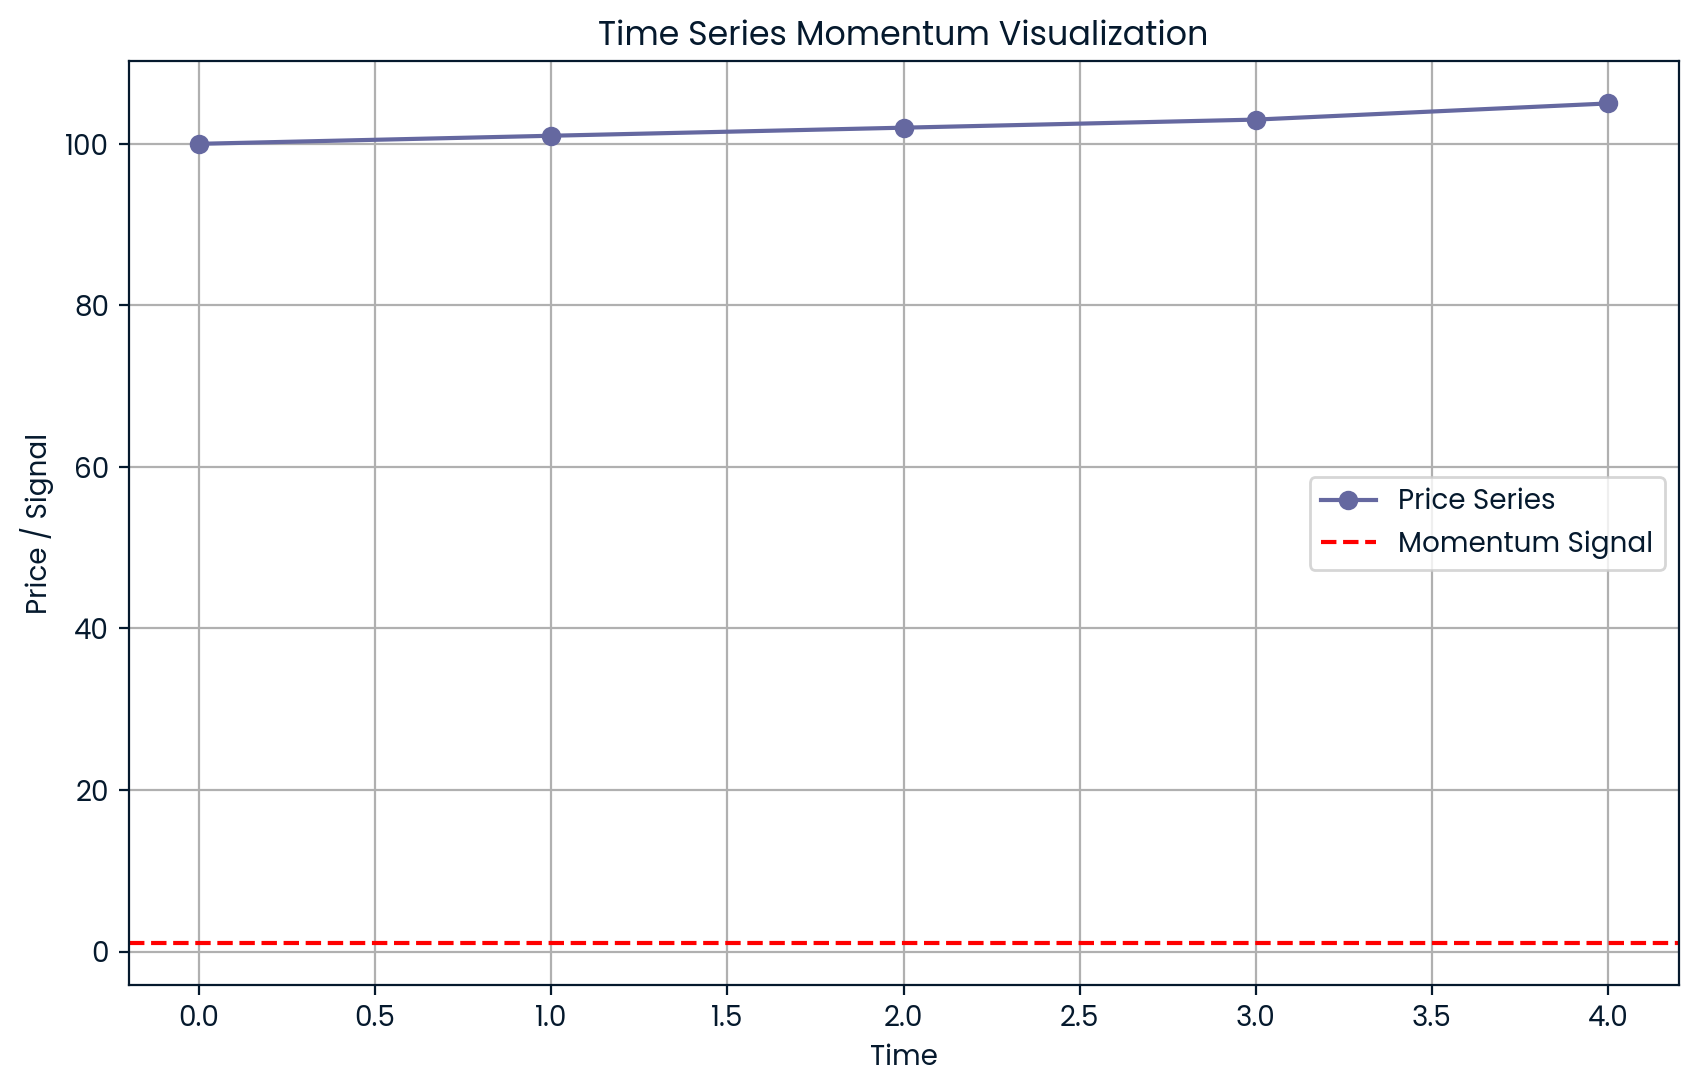 Time Series Momentum Visualization
Price / Signal
100
80
60
40
20
0
Price Series
Momentum Signal
0.0 0.5 1.0 1.5 2.0 2.5 3.0 3.5 4.0
Time